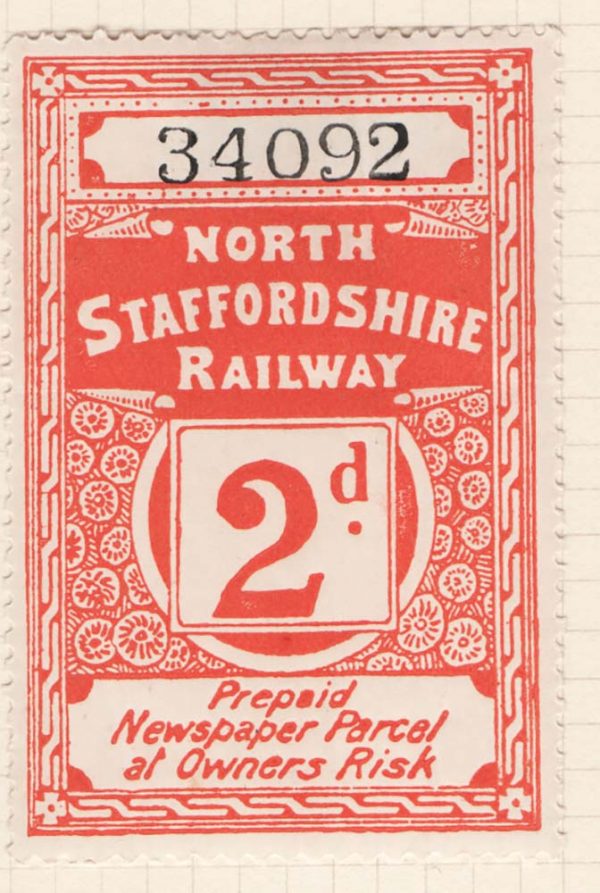 34092
NORTH
STAFFORDSHIRE
RAILWAY
2d.
Prepaid
Newspaper Parcel
at Owners Risk